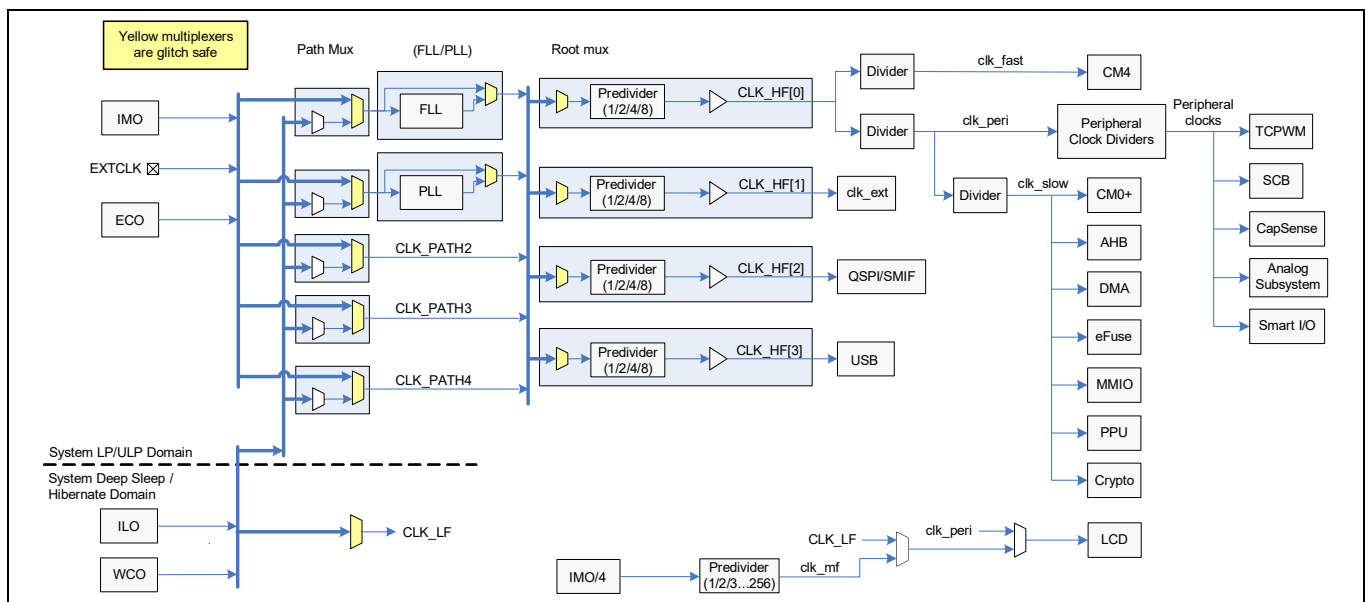 Yellow multiplexers
are glitch safe
Path Mux
(FLL/PLL)
Root mux
IMO
EXTCLK
ECO
FLL
PLL
CLK_PATH2
CLK_PATH3
CLK_PATH4
Predivider
(1/2/4/8)
CLK_HF[0]
Predivider
(1/2/4/8)
CLK_HF[1]
Predivider
(1/2/4/8)
CLK_HF[2]
Predivider
(1/2/4/8)
CLK_HF[3]
Divider
clk_fast
CM4
Divider
clk_peri
Peripheral
Clock Dividers
Peripheral
clocks
TCPWM
SCB
CapSense
Analog
Subsystem
Smart I/O
clk_ext
QSPI/SMIF
USB
Divider
clk_slow
CM0+
AHB
DMA
eFuse
MMIO
PPU
Crypto
System LP/ULP Domain
System Deep Sleep /
Hibernate Domain
ILO
WCO
CLK_LF
IMO/4
Predivider
(1/2/3...256)
clk_mf
CLK_LF
clk_peri
LCD